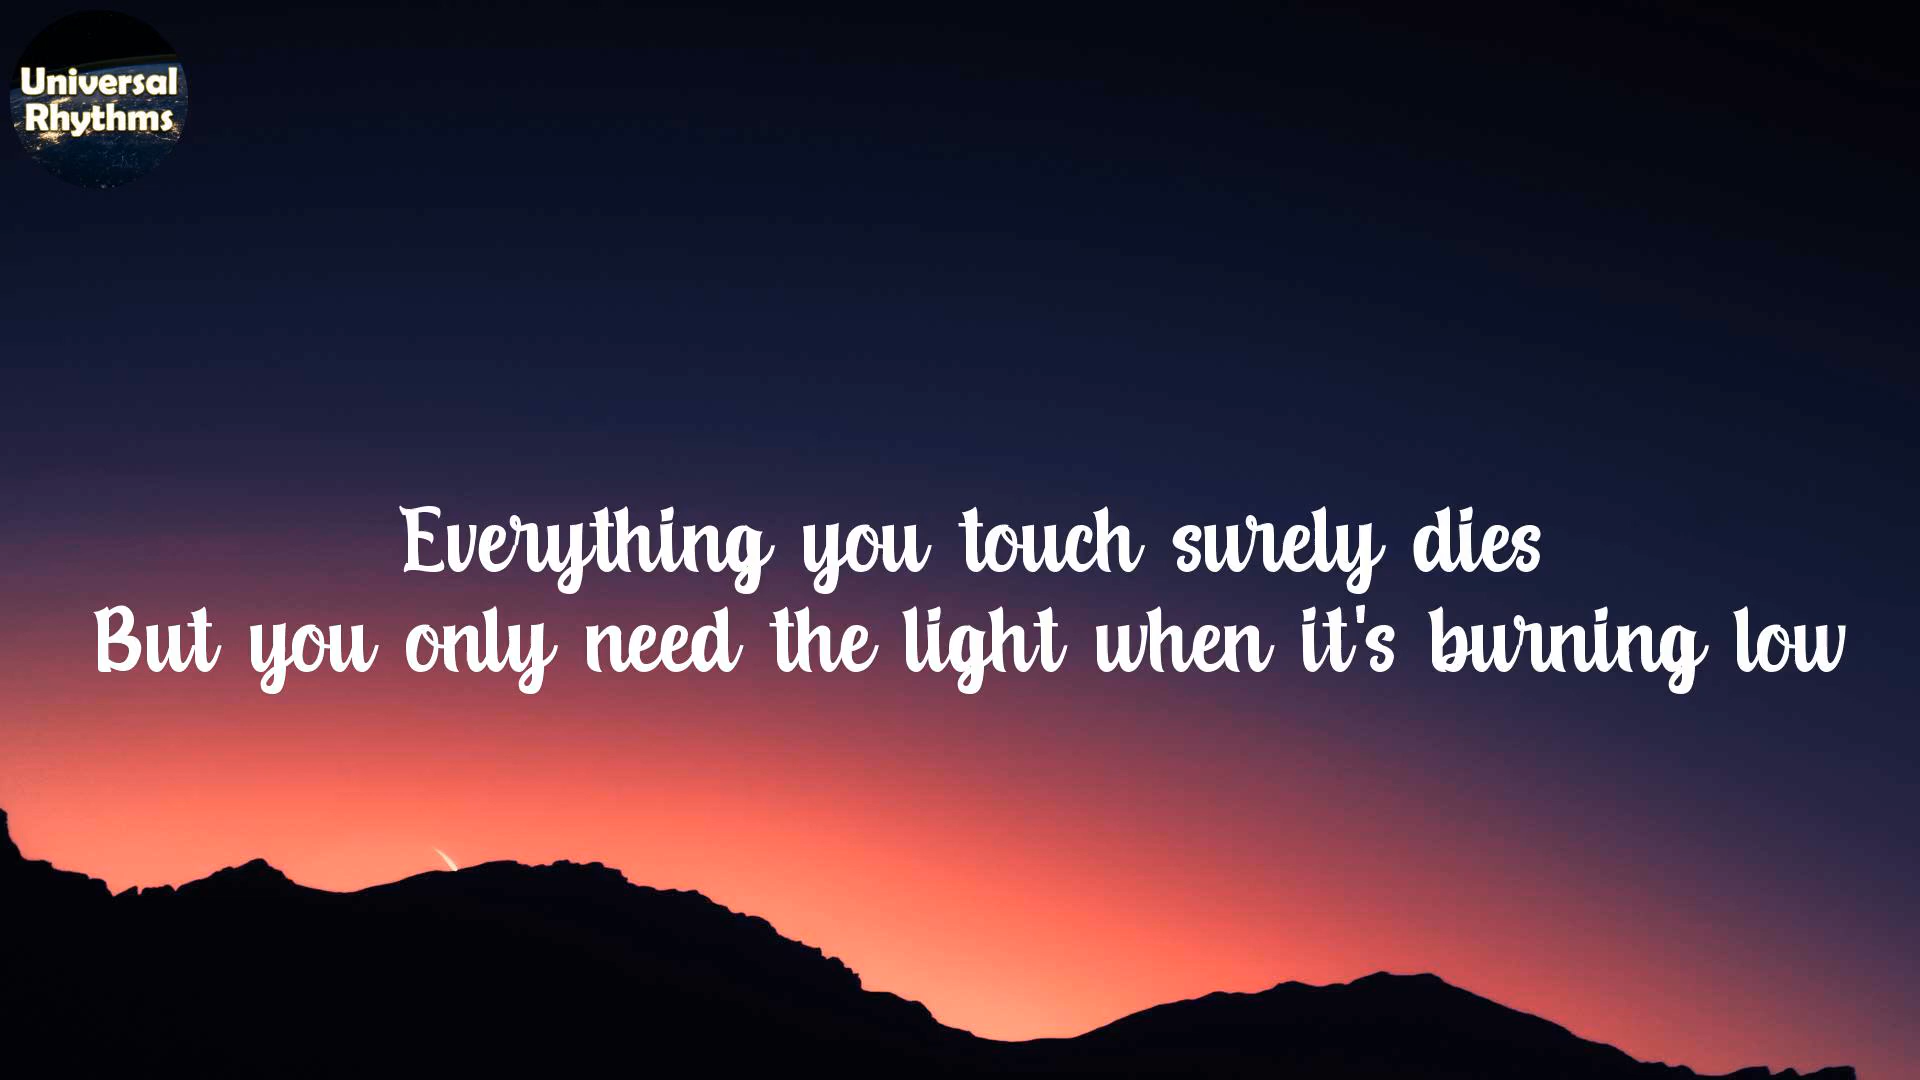 Universal
Rhythms
Everything you touch surely dies
But you only need the light when it's burning low